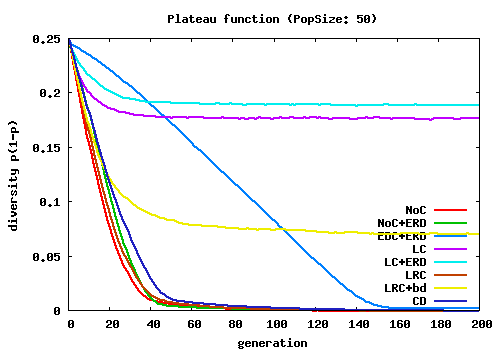 Plateau function (PopSize: 50)
0.25
0.2
0.15
0.1
0.05
0
diversity p(1-p)
NoC
NoC+ERD
EDC+ERD
LC
LC+ERD
LRC
LRC+bd
CD
0 20 40 60 80 100 120 140 160 180 200
generation